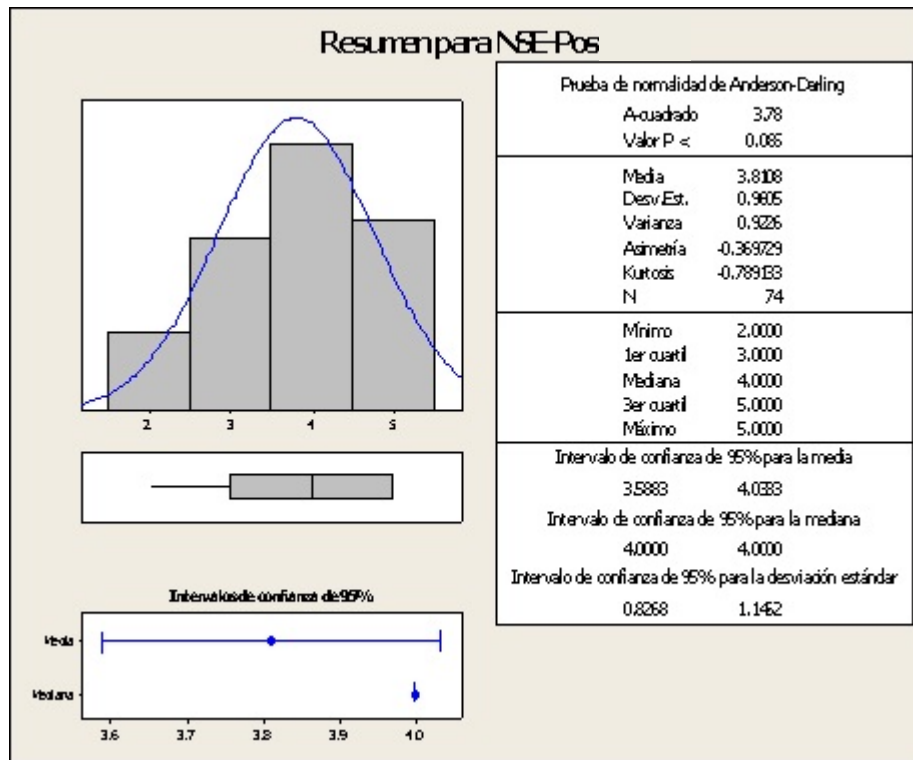 Resumen para NSE-Pos
Prueba de normalidad de Anderson-Darling
A-cuadrado 3.78
Valor P < 0.085
Media 3.8108
Desv.Est. 0.9605
Varianza 0.9226
Asimetría -0.369729
Kurtosis -0.789133
N 74
Mínimo 2.0000
1er cuartil 3.0000
Mediana 4.0000
3er cuartil 5.0000
Máximo 5.0000
Intervalo de confianza de 95% para la media
3.5883 4.0333
Intervalo de confianza de 95% para la mediana
4.0000 4.0000
Intervalo de confianza de 95% para la desviación estándar
0.8268 1.1462
2 3 4 5
Intervalos de confianza de 95%
Media
Mediana
3.6 3.7 3.8 3.9 4.0